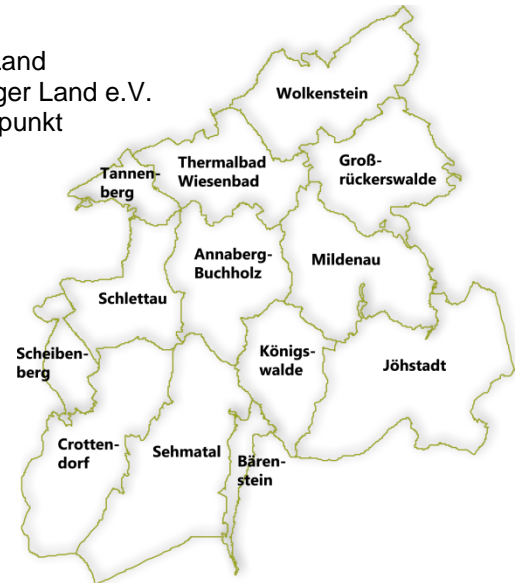 Land
ger Land e.V.
punkt
Wolkenstein
Thermalbad
Wiesenbad
Groß-
rückerswalde
Tannen-
berg
Annaberg-
Buchholz
Mildenau
Schlettau
Scheiben-
berg
Königs-
walde
Jöhstadt
Crotten-
dorf
Sehmatal
Bären-
stein